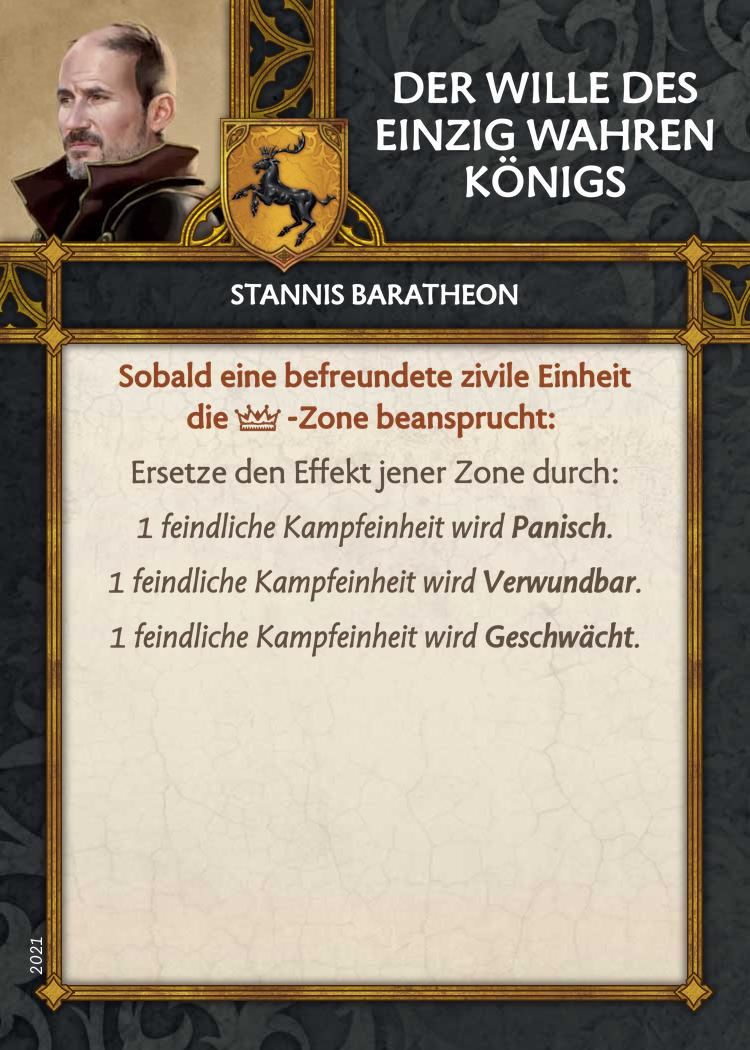 DER WILLE DES
EINZIG WAHREN
KÖNIGS
STANNIS BARATHEON
Sobald eine befreundete zivile Einheit
die -Zone beansprucht:
Ersetze den Effekt jener Zone durch:
1 feindliche Kampfeinheit wird Panisch.
1 feindliche Kampfeinheit wird Verwundbar.
1 feindliche Kampfeinheit wird Geschwächt.
2021